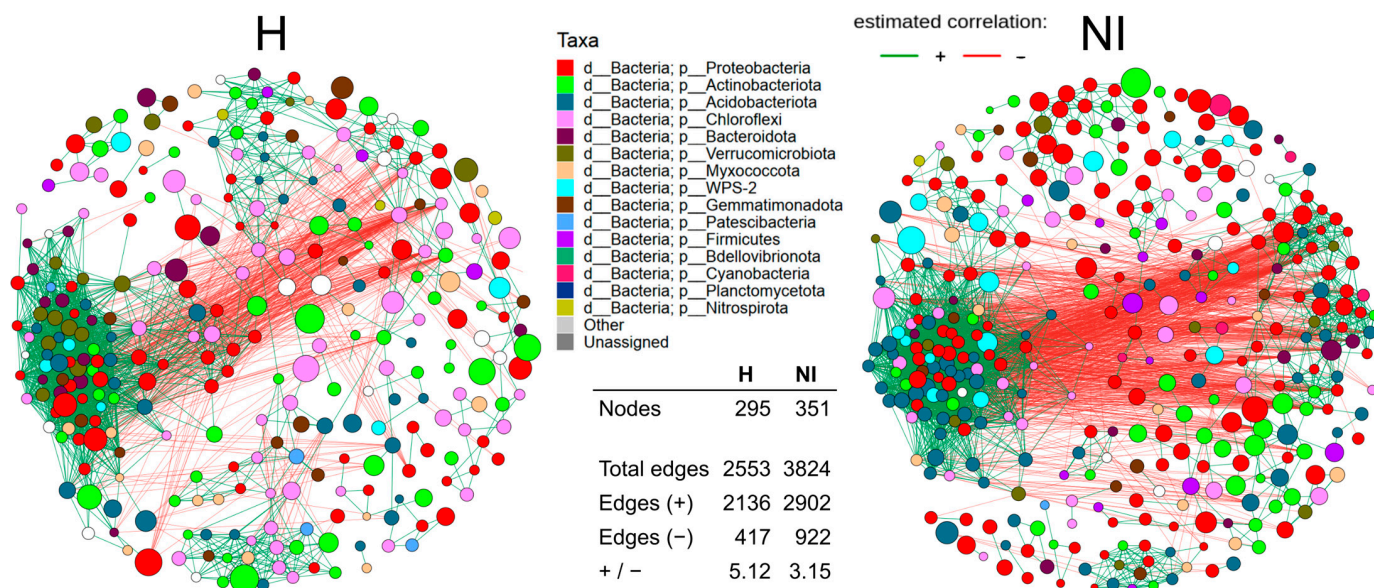 H
Taxa
d__Bacteria; p__Proteobacteria
d__Bacteria; p__Actinobacteriota
d__Bacteria; p__Acidobacteriota
d__Bacteria; p__Chloroflexi
d__Bacteria; p__Bacteroidota
d__Bacteria; p__Verrucomicrobiota
d__Bacteria; p__Myxococcota
d__Bacteria; p__WPS-2
d__Bacteria; p__Gemmatimonadota
d__Bacteria; p__Patescibacteria
d__Bacteria; p__Firmicutes
d__Bacteria; p__Bdellovibrionota
d__Bacteria; p__Cyanobacteria
d__Bacteria; p__Planctomycetota
d__Bacteria; p__Nitrospirota
Other
Unassigned
H NI
Nodes 295 351
Total edges 2553 3824
Edges (+) 2136 2902
Edges (−) 417 922
+ / − 5.12 3.15
estimated correlation:
+ -
NI